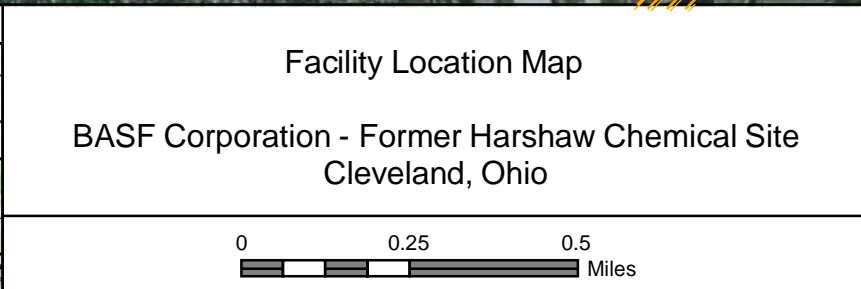 Facility Location Map
BASF Corporation - Former Harshaw Chemical Site
Cleveland, Ohio
0 0.25 0.5
Miles